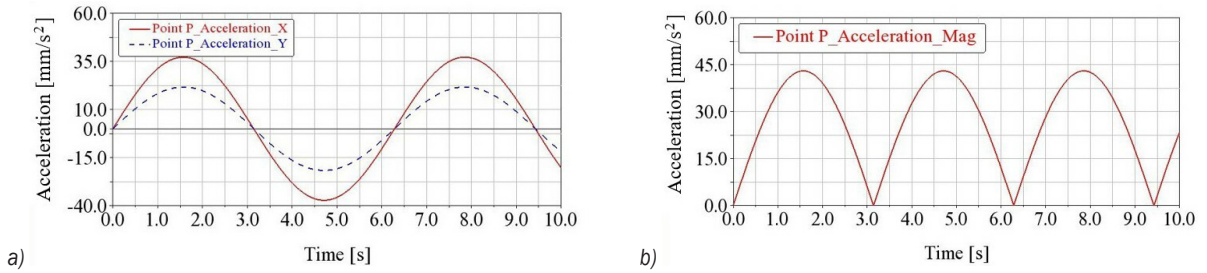 Point P_Acceleration_X
Point P_Acceleration_Y
Acceleration [mm/s²]
60.0
35.0
10.0
0.0
-15.0
-40.0
0.0 1.0 2.0 3.0 4.0 5.0 6.0 7.0 8.0 9.0 10.0
Time [s]
a)
Point P_Acceleration_Mag
Acceleration [mm/s²]
60.0
45.0
30.0
15.0
0.0
0.0 1.0 2.0 3.0 4.0 5.0 6.0 7.0 8.0 9.0 10.0
Time [s]
b)